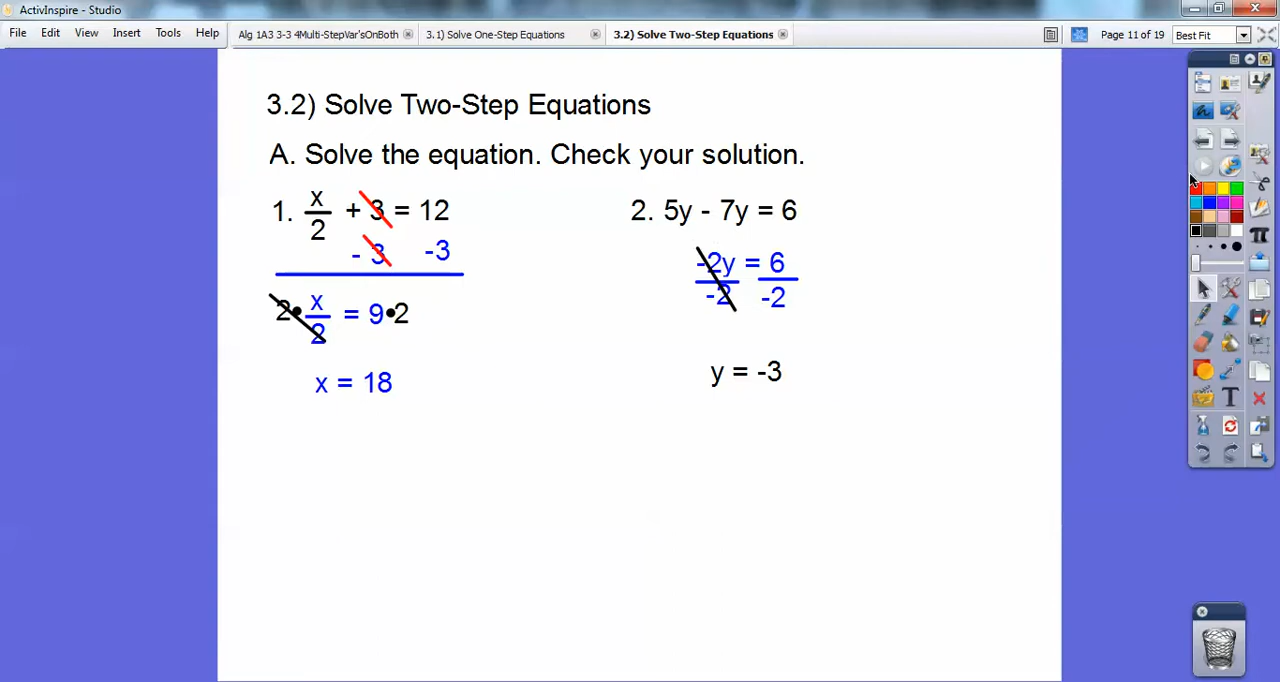 ActivInspire - Studio
File Edit View Insert Tools Help
Alg 1A3 3-3 4Multi-StepVar'sOnBoth
3.1) Solve One-Step Equations
3.2) Solve Two-Step Equations
Page 11 of 19
Best Fit
3.2) Solve Two-Step Equations
A. Solve the equation. Check your solution.
1. x/2 + 3 = 12
- 3 -3
2• x/2 = 9•2
x = 18
2. 5y - 7y = 6
-2y = 6
-2 -2
y = -3